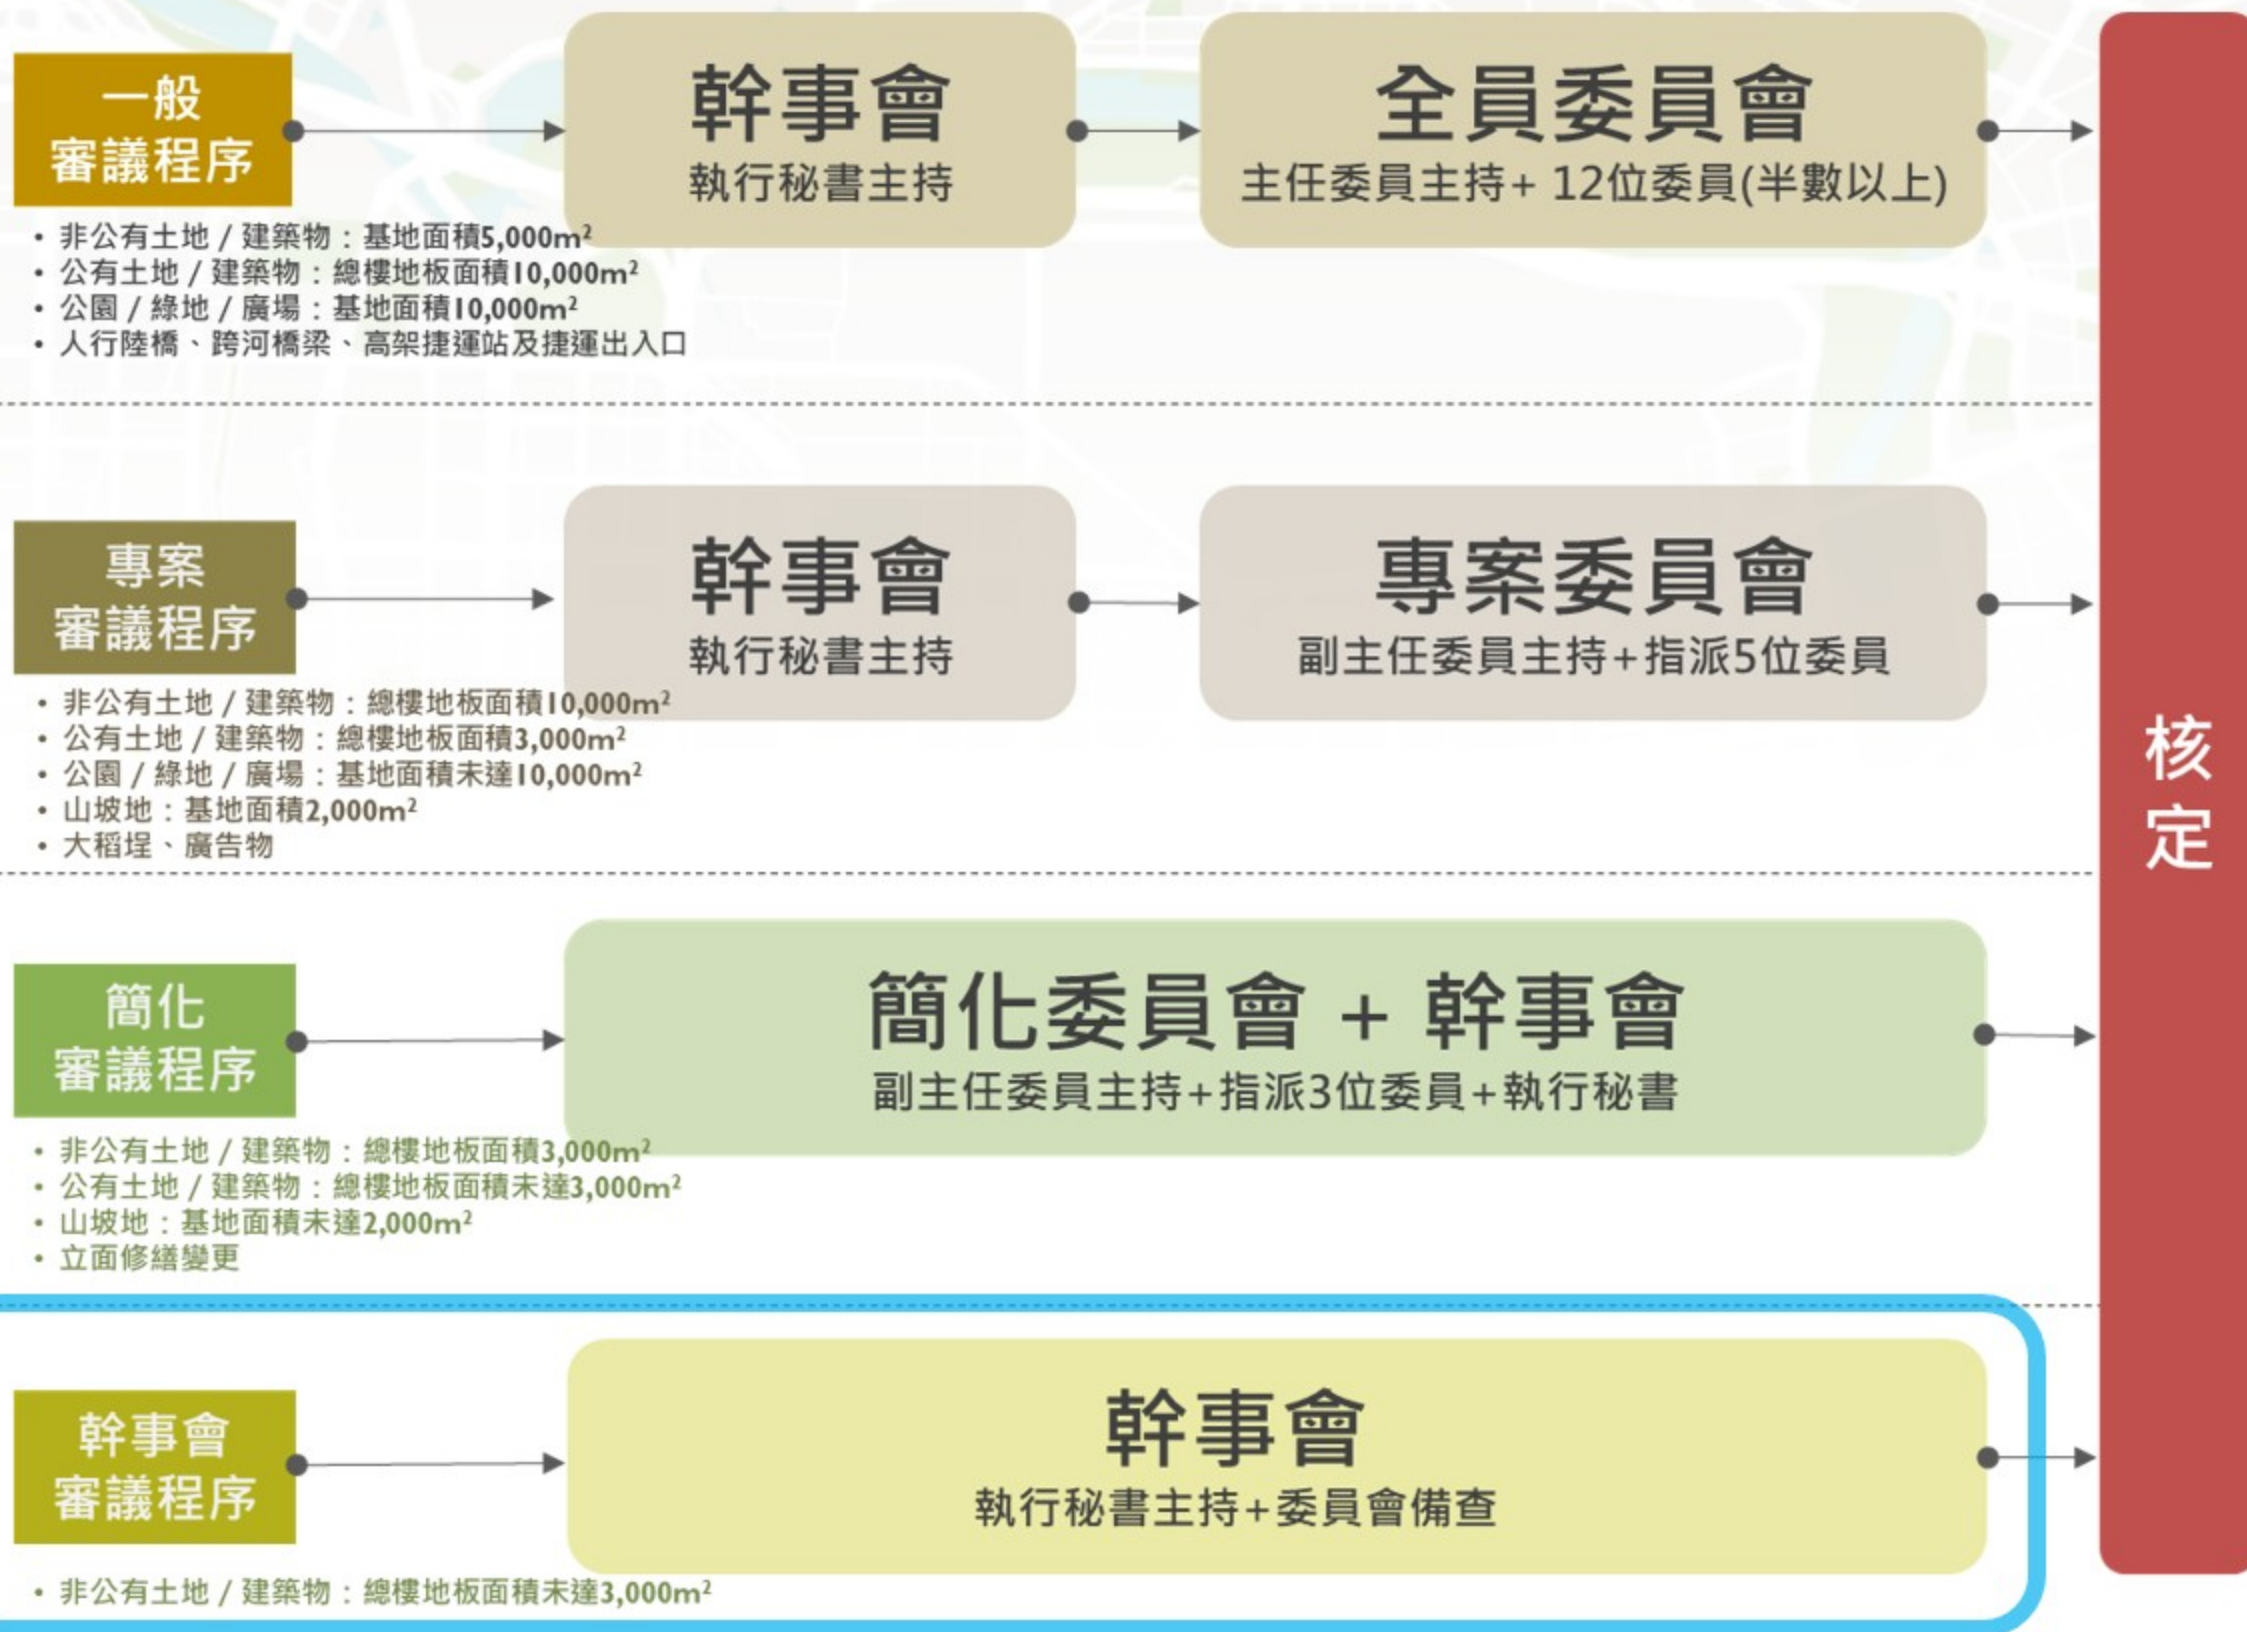 一般
審議程序
幹事會
執行秘書主持
全員委員會
主任委員主持+ 12位委員(半數以上)
• 非公有土地 / 建築物：基地面積5,000m²
• 公有土地 / 建築物：總樓地板面積10,000m²
• 公園 / 綠地 / 廣場：基地面積10,000m²
• 人行陸橋、跨河橋梁、高架捷運站及捷運出入口
專案
審議程序
幹事會
執行秘書主持
專案委員會
副主任委員主持+指派5位委員
• 非公有土地 / 建築物：總樓地板面積10,000m²
• 公有土地 / 建築物：總樓地板面積3,000m²
• 公園 / 綠地 / 廣場：基地面積未達10,000m²
• 山坡地：基地面積2,000m²
• 大稻埕、廣告物
簡化
審議程序
簡化委員會 + 幹事會
副主任委員主持+指派3位委員+執行秘書
• 非公有土地 / 建築物：總樓地板面積3,000m²
• 公有土地 / 建築物：總樓地板面積未達3,000m²
• 山坡地：基地面積未達2,000m²
• 立面修繕變更
幹事會
審議程序
幹事會
執行秘書主持+委員會備查
• 非公有土地 / 建築物：總樓地板面積未達3,000m²
核
定